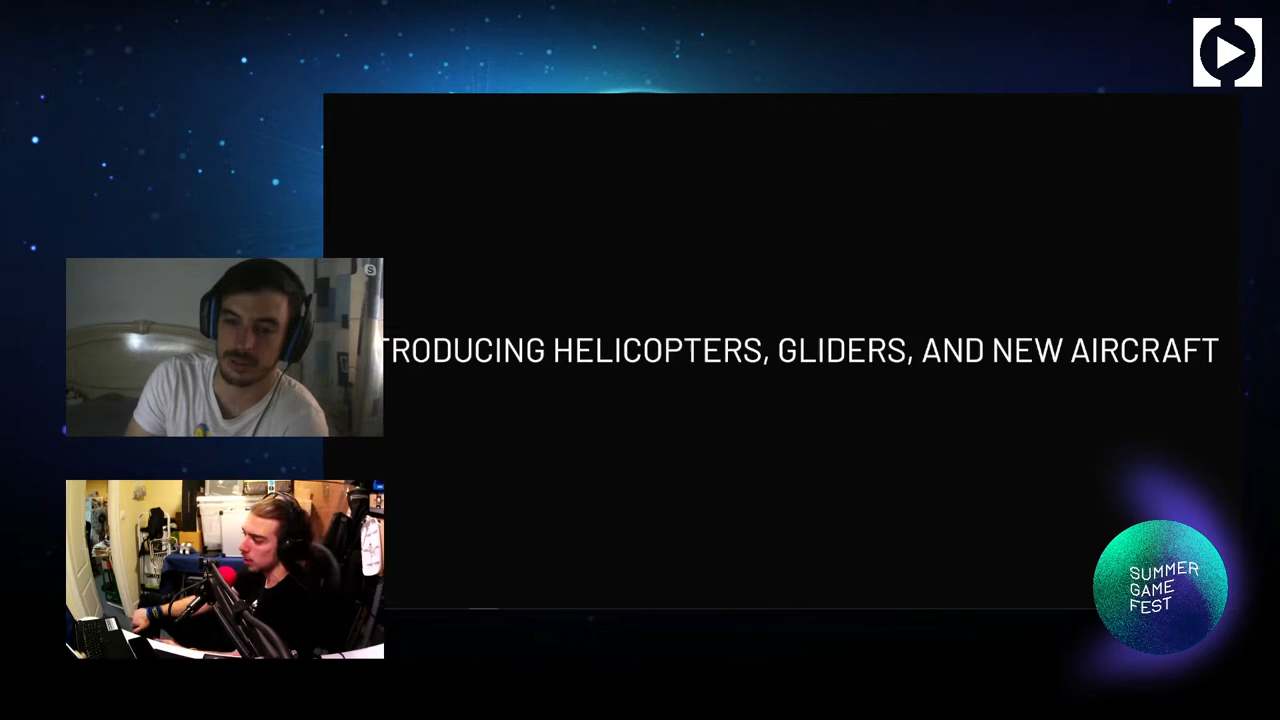 TRODUCING HELICOPTERS, GLIDERS, AND NEW AIRCRAFT
SUMMER
GAME
FEST